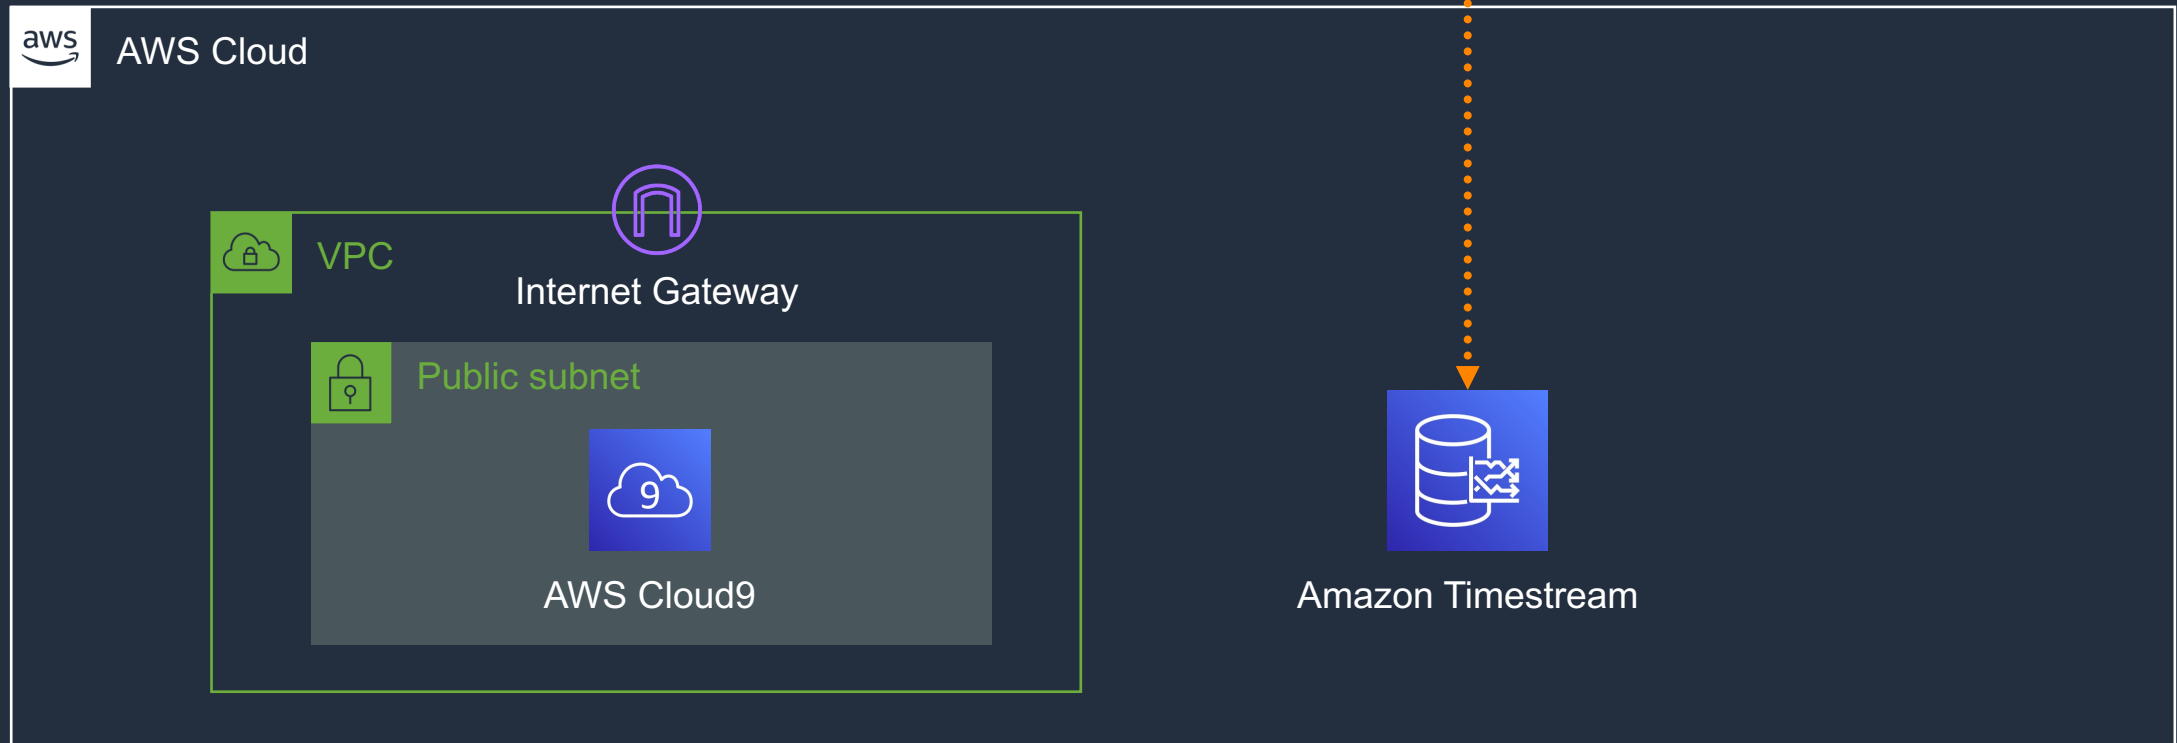 aws
AWS Cloud
VPC
Internet Gateway
Public subnet
9
AWS Cloud9
Amazon Timestream